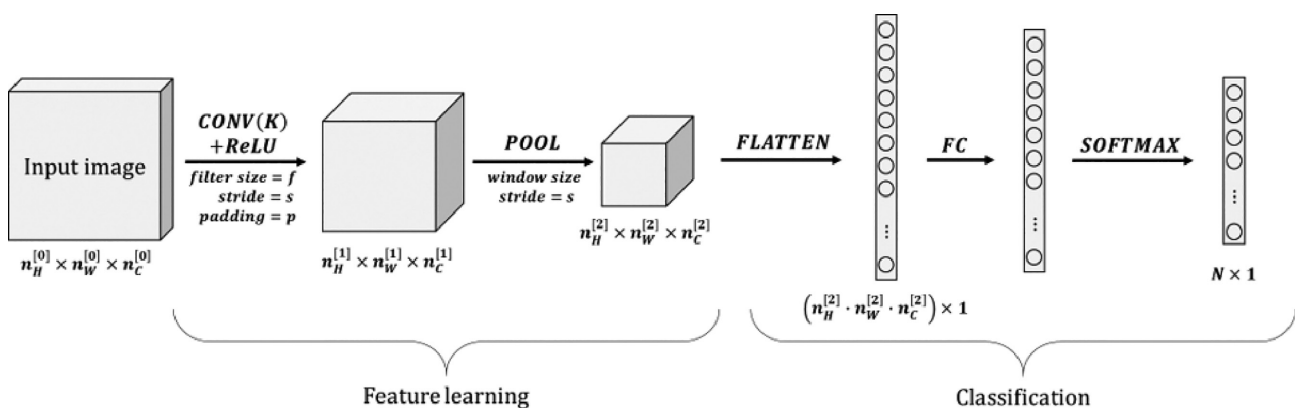 Input image
n_H^[0] × n_W^[0] × n_C^[0]
CONV(K)
+ReLU
filter size = f
stride = s
padding = p
n_H^[1] × n_W^[1] × n_C^[1]
POOL
window size
stride = s
n_H^[2] × n_W^[2] × n_C^[2]
FLATTEN
...
(n_H^[2] · n_W^[2] · n_C^[2]) × 1
FC
...
SOFTMAX
...
N × 1
Feature learning
Classification